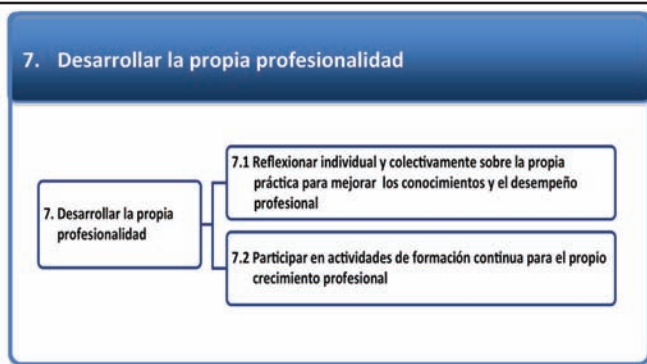 7. Desarrollar la propia profesionalidad
7. Desarrollar la propia
profesionalidad
7.1 Reflexionar individual y colectivamente sobre la propia
práctica para mejorar los conocimientos y el desempeño
profesional
7.2 Participar en actividades de formación continua para el propio
crecimiento profesional